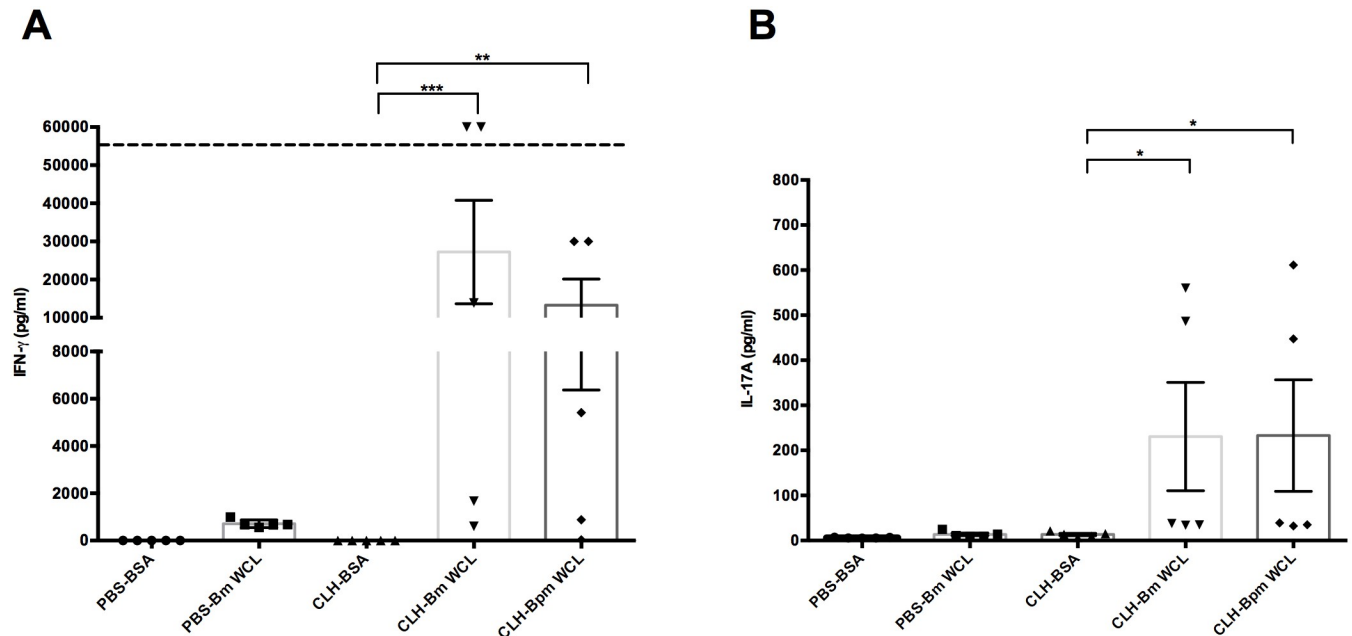 A
**
***
60000
50000
40000
30000
20000
10000
8000
6000
4000
2000
0
IFN-γ (pg/ml)
PBS-BSA
PBS-Bm WCL
CLH-BSA
CLH-Bm WCL
CLH-Bpm WCL
B
*
*
800
700
600
500
400
300
200
100
0
IL-17A (pg/ml)
PBS-BSA
PBS-Bm WCL
CLH-BSA
CLH-Bm WCL
CLH-Bpm WCL